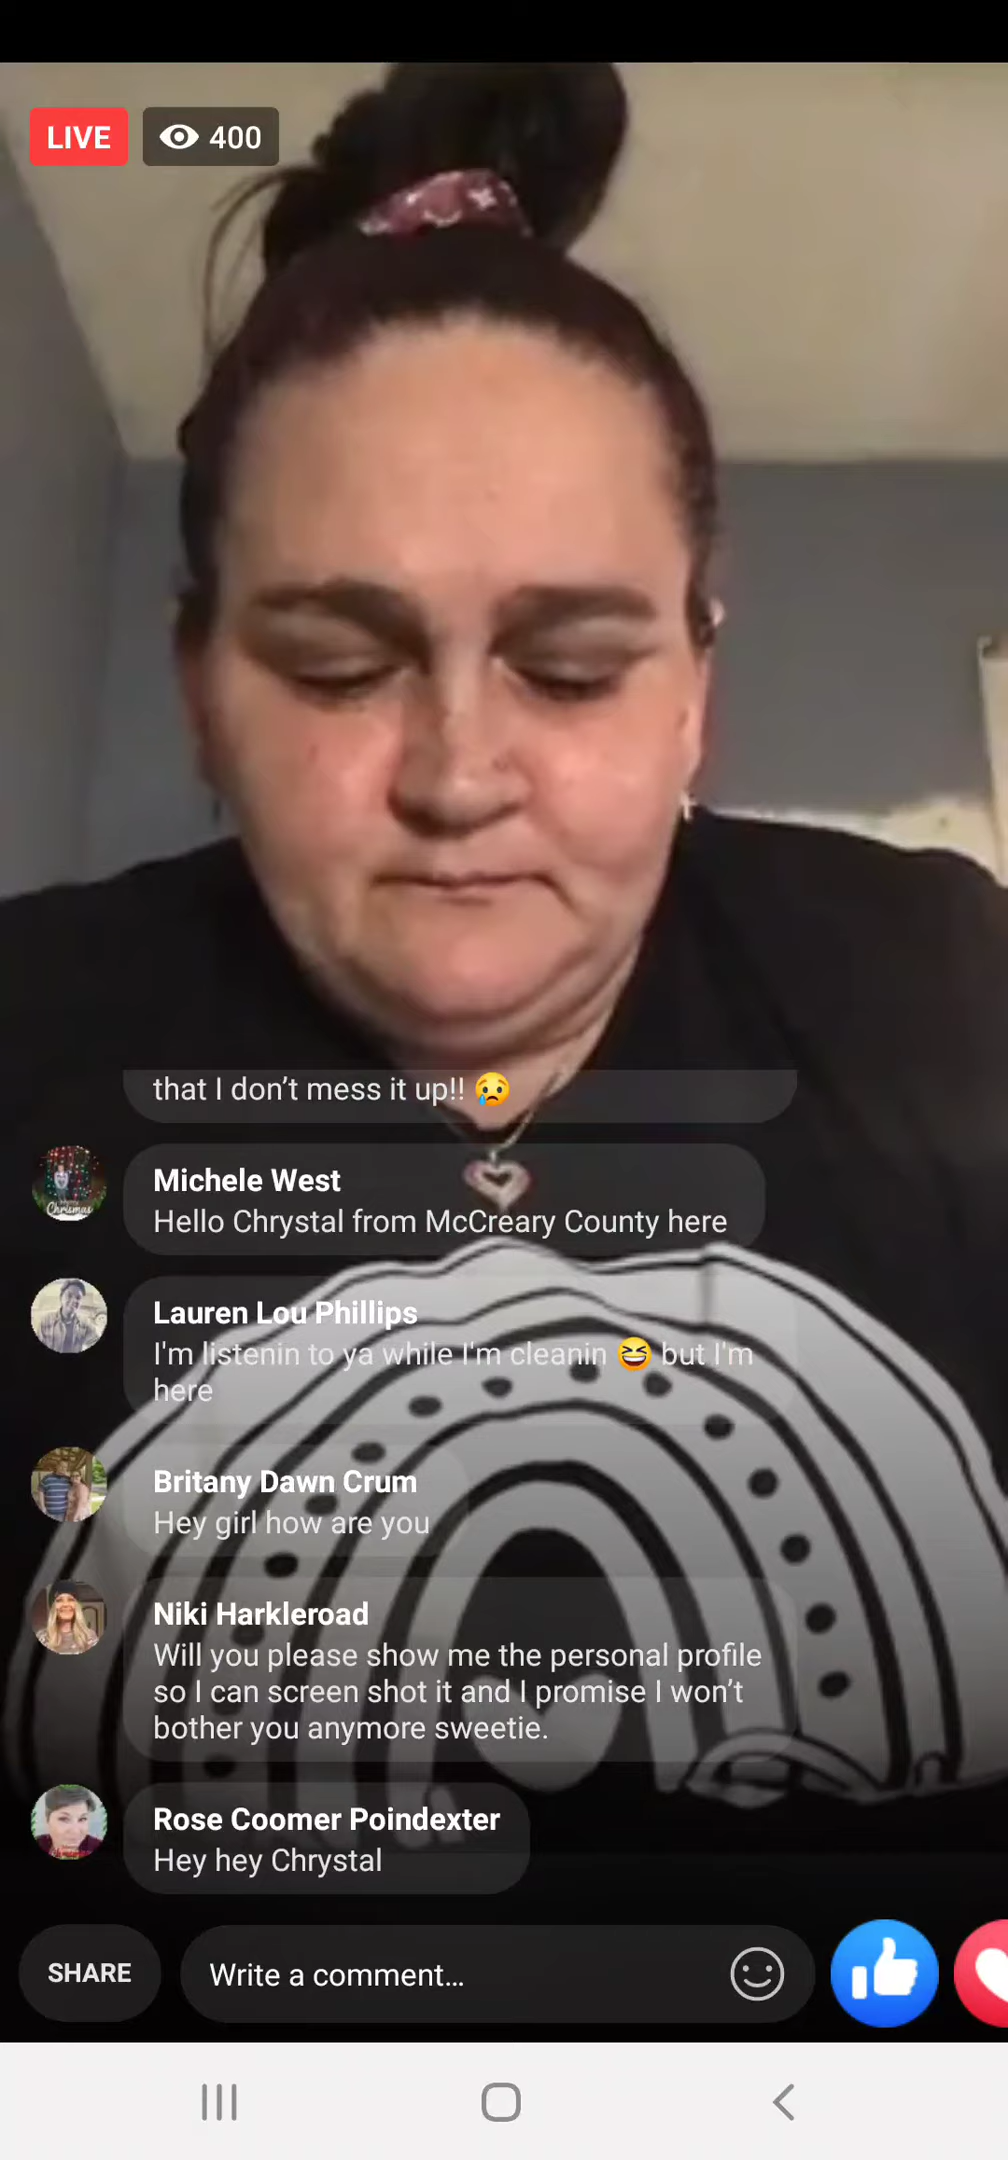 LIVE 400
that I don't mess it up!! 😢
Michele West
Hello Chrystal from McCreary County here
Lauren Lou Phillips
I'm listenin to ya while I'm cleanin 😆 but I'm
here
Britany Dawn Crum
Hey girl how are you
Niki Harkleroad
Will you please show me the personal profile
so I can screen shot it and I promise I won't
bother you anymore sweetie.
Rose Coomer Poindexter
Hey hey Chrystal
SHARE Write a comment...